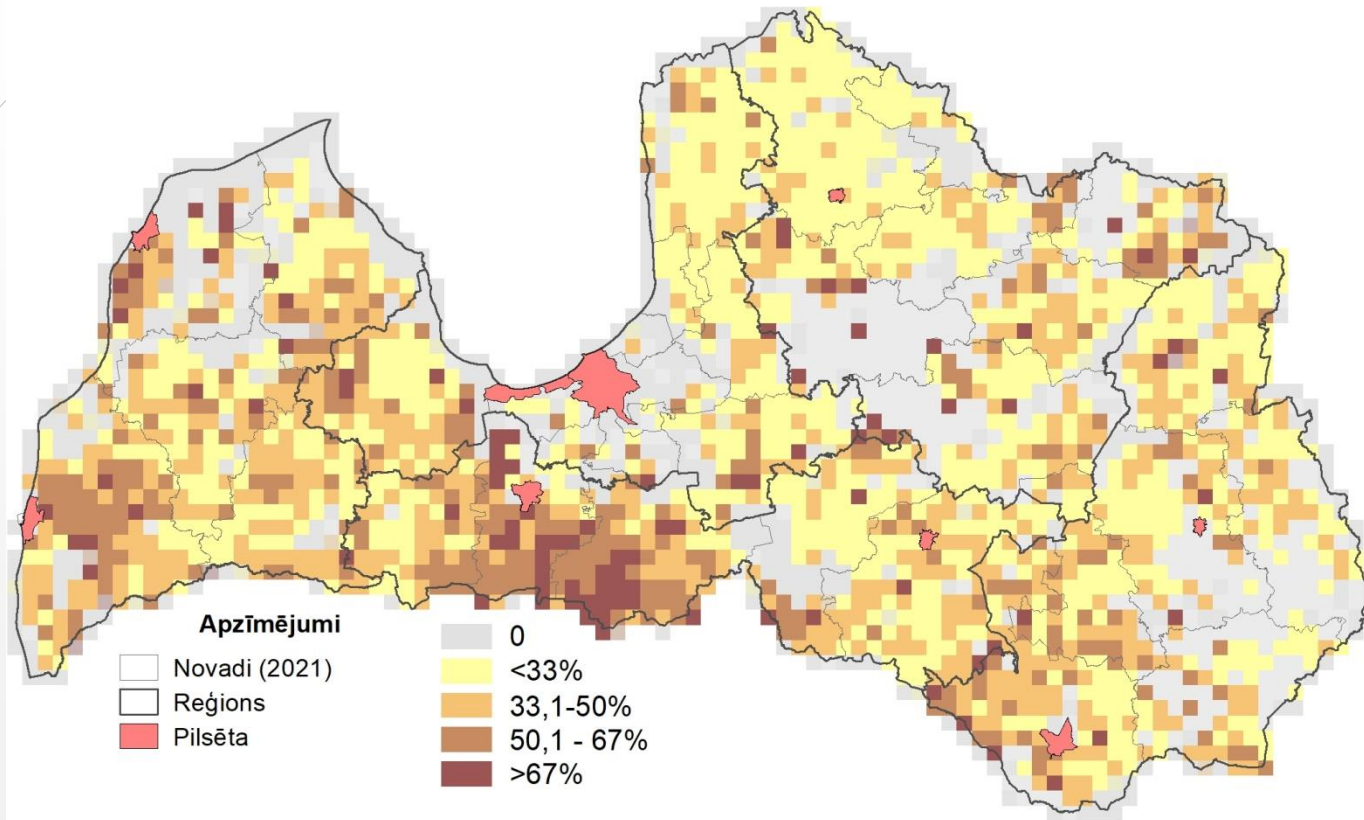 Apzīmējumi
Novadi (2021)
Reģions
Pilsēta
0
<33%
33,1-50%
50,1 - 67%
>67%